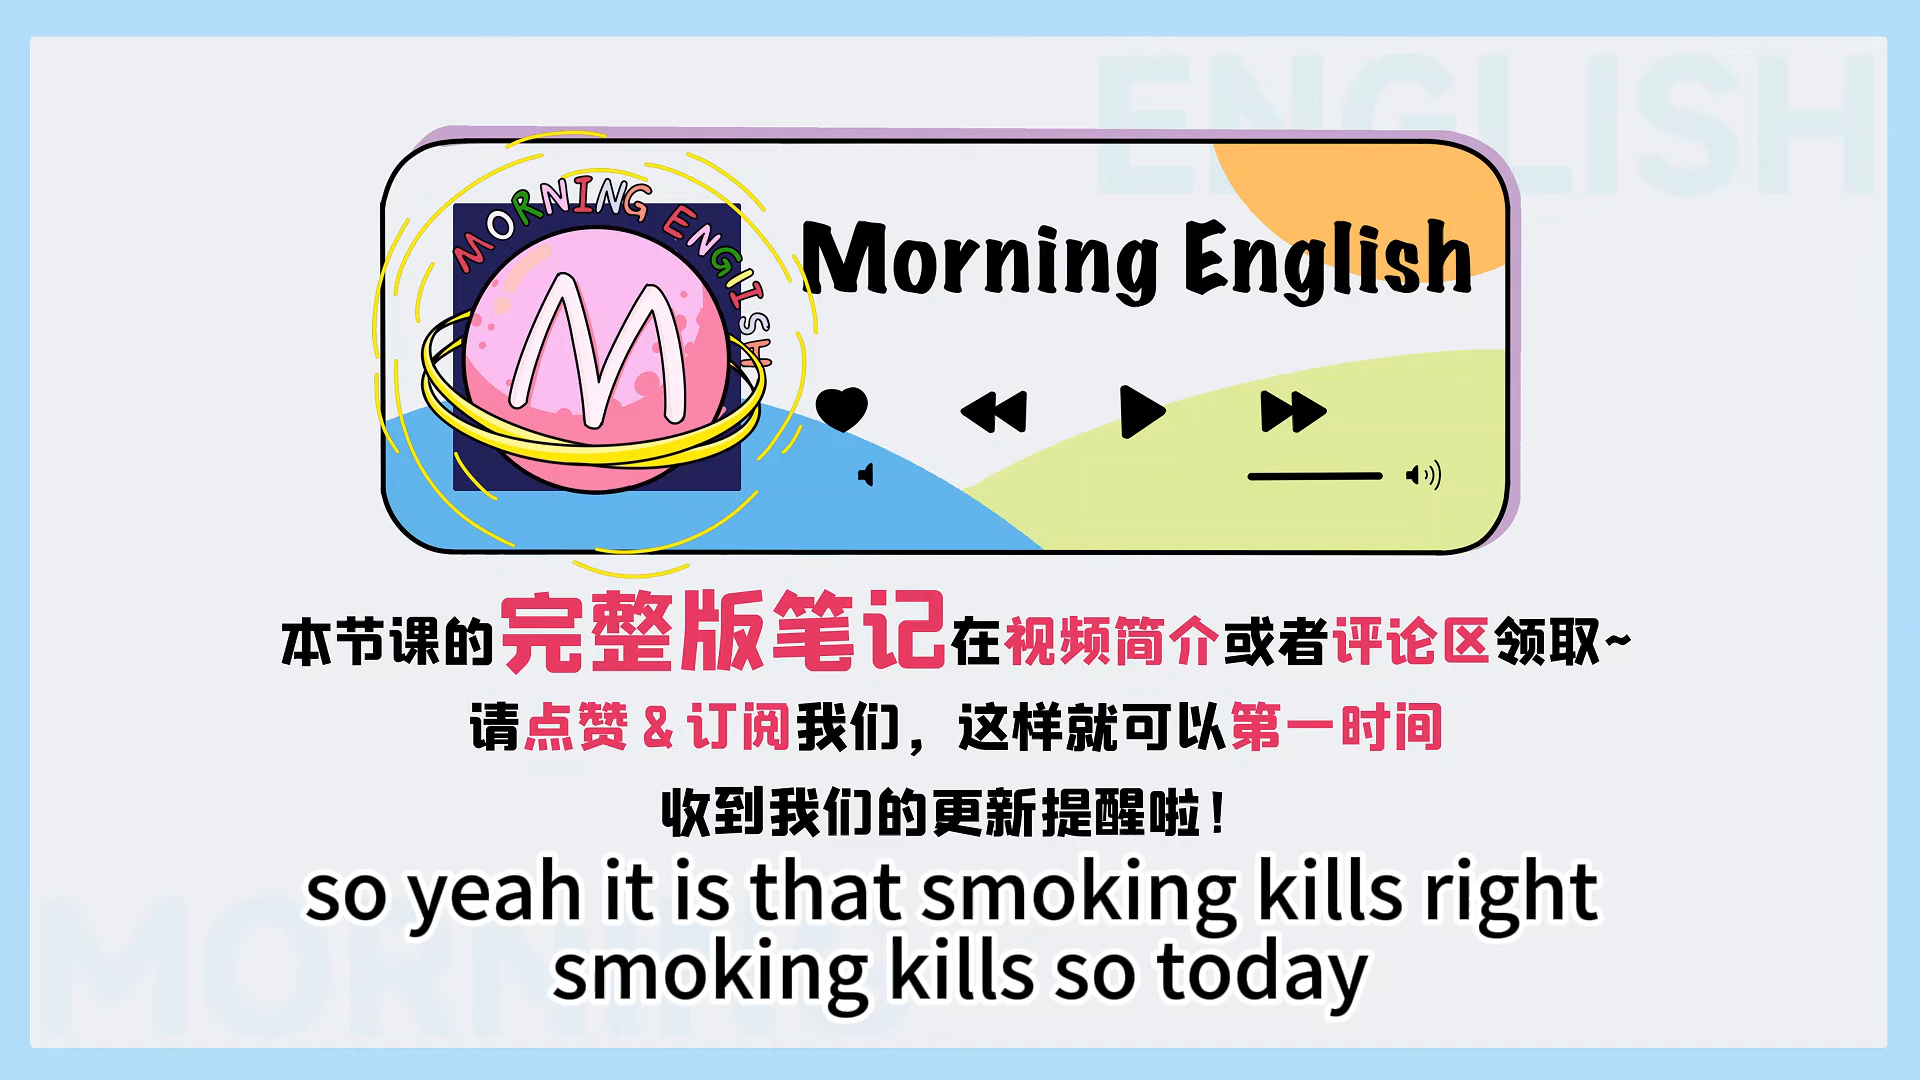 ENGLISH
MORNING ENGLISH
M
Morning English
本节课的完整版笔记在视频简介或者评论区领取~
请点赞&订阅我们，这样就可以第一时间
收到我们的更新提醒啦！
MORNING
so yeah it is that smoking kills right
smoking kills so today